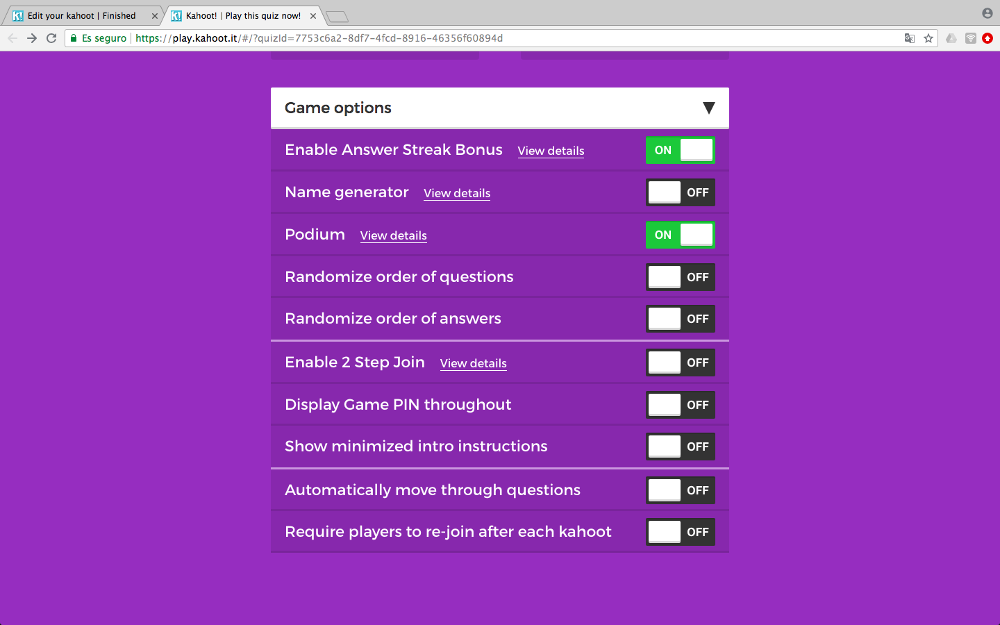 K! Edit your kahoot | Finished
K! Kahoot! | Play this quiz now!
Es seguro https://play.kahoot.it/#/?quizId=7753c6a2-8df7-4fcd-8916-46356f60894d
Game options
Enable Answer Streak Bonus View details ON
Name generator View details OFF
Podium View details ON
Randomize order of questions OFF
Randomize order of answers OFF
Enable 2 Step Join View details OFF
Display Game PIN throughout OFF
Show minimized intro instructions OFF
Automatically move through questions OFF
Require players to re-join after each kahoot OFF